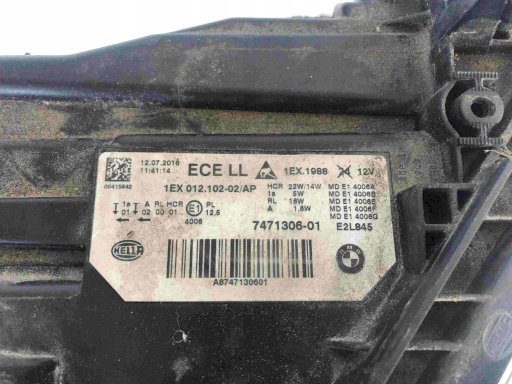 12.07.2016
11:41:14
00415642
ECE LL
1EX.1988
12V
1EX 012.102-02/AP
HCR 22W/14W MD E1 4006A
1a 5W MD E1 4006B
RL 16W MD E1 4006E
A 1,6W MD E1 4006F
MD E1 4006G
1a A RL HCR
01 02 00 01
E1
PL
12,5
4006
7471306-01
E2L845
HELLA
BMW
A8747130601